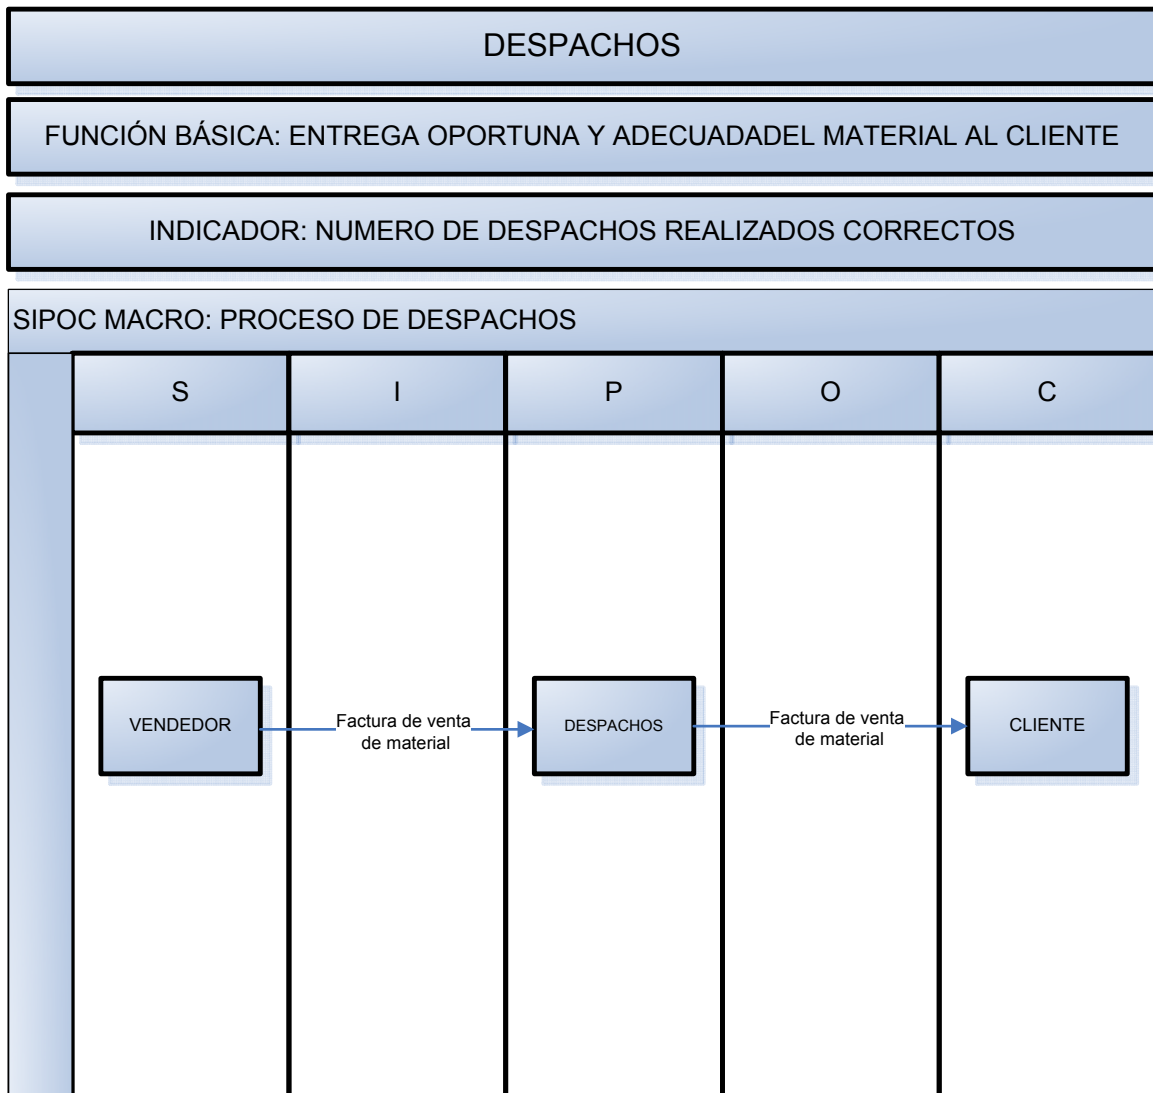 DESPACHOS
FUNCIÓN BÁSICA: ENTREGA OPORTUNA Y ADECUADADEL MATERIAL AL CLIENTE
INDICADOR: NUMERO DE DESPACHOS REALIZADOS CORRECTOS
SIPOC MACRO: PROCESO DE DESPACHOS
S I P O C
VENDEDOR
Factura de venta
de material
DESPACHOS
Factura de venta
de material
CLIENTE